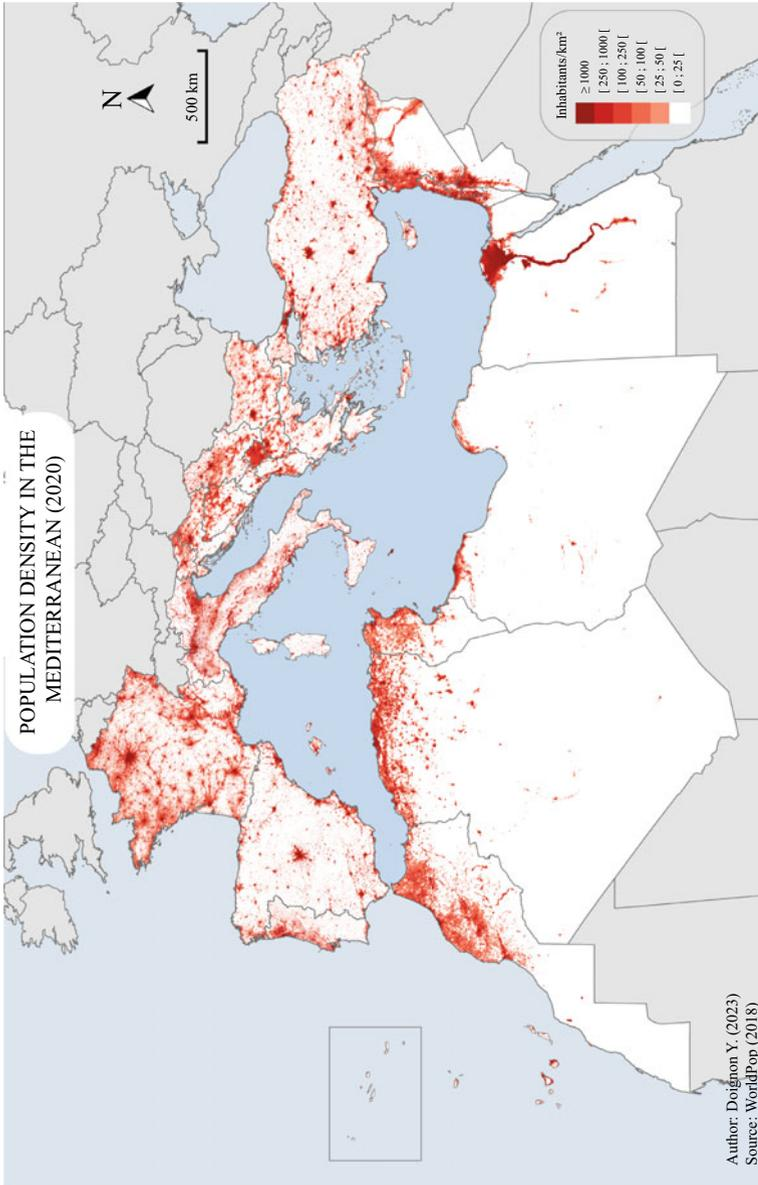 POPULATION DENSITY IN THE
MEDITERRANEAN (2020)
N
500 km
Inhabitants/km²
≥ 1000
[ 250 ; 1000 [
[ 100 ; 250 [
[ 50 ; 100 [
[ 25 ; 50 [
[ 0 ; 25 [
Author: Doignon Y. (2023)
Source: WorldPop (2018)